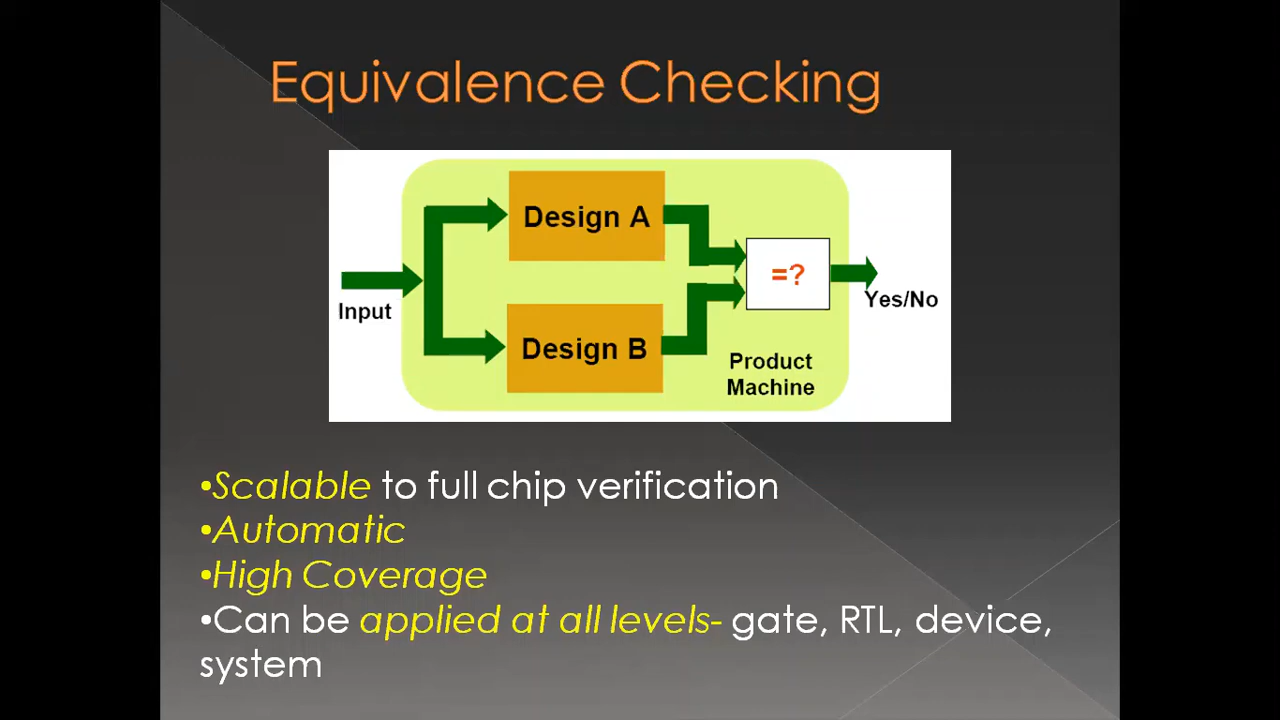 Equivalence Checking
Design A
=?
Input
Yes/No
Design B
Product
Machine
•Scalable to full chip verification
•Automatic
•High Coverage
•Can be applied at all levels- gate, RTL, device,
system